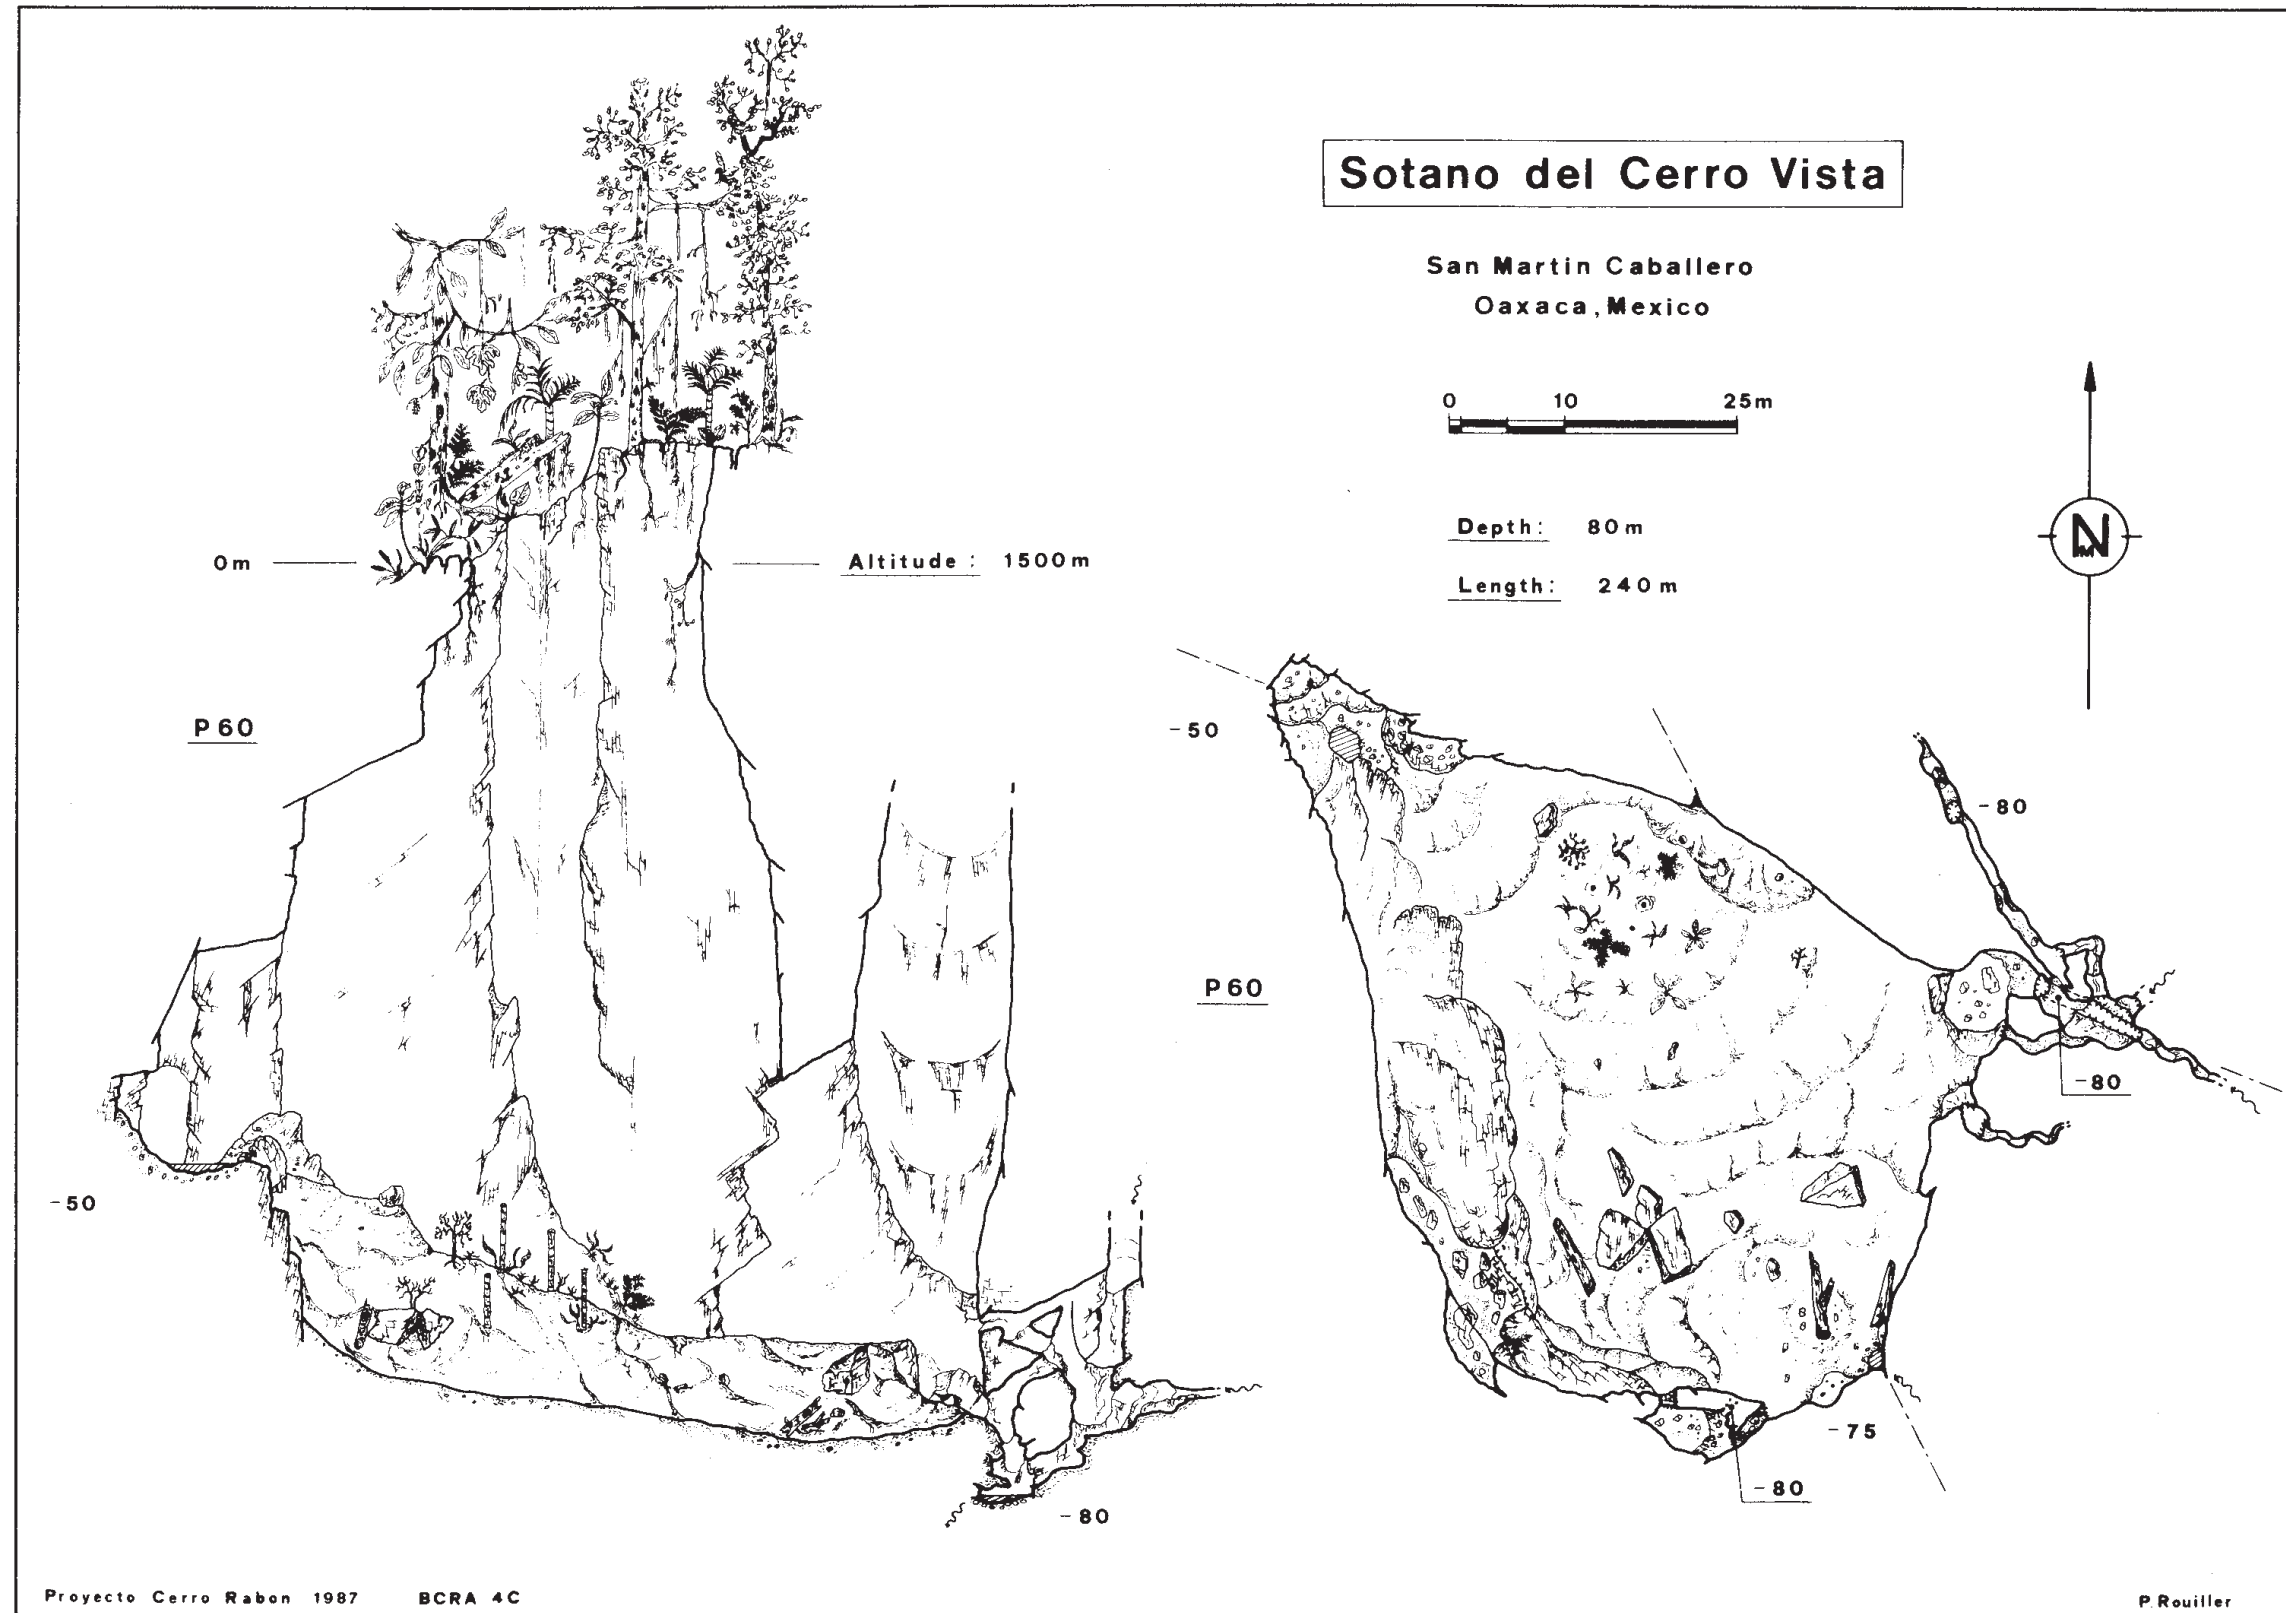 Sotano del Cerro Vista
San Martin Caballero
Oaxaca, Mexico
0 10 25m
Depth: 80m
Length: 240m
N
M
0m
Altitude: 1500m
P60
-50
-80
-50
P60
-80
-80
-75
-80
Proyecto Cerro Rabon 1987 BCRA 4C
P. Rouiller